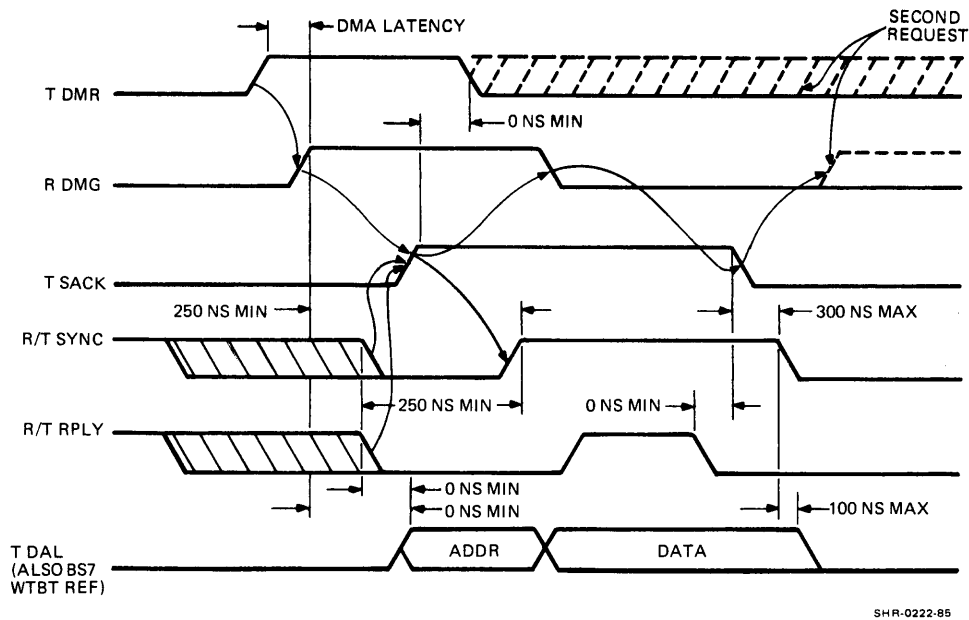 DMA LATENCY
SECOND
REQUEST
T DMR
0 NS MIN
R DMG
T SACK
250 NS MIN
300 NS MAX
R/T SYNC
250 NS MIN
0 NS MIN
R/T RPLY
0 NS MIN
0 NS MIN
100 NS MAX
T DAL
(ALSO BS7
WTBT REF)
ADDR
DATA
SHR-0222-85